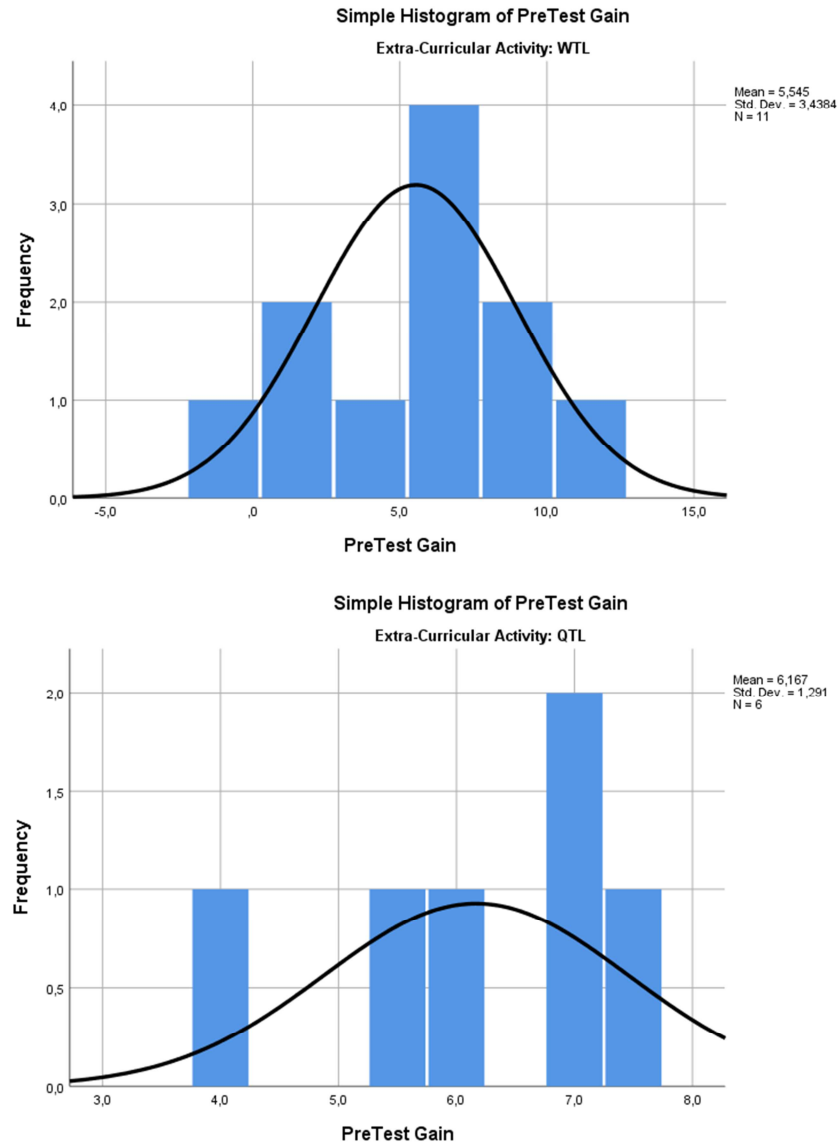 Simple Histogram of PreTest Gain
Extra-Curricular Activity: WTL
Mean = 5,545
Std. Dev. = 3,4384
N = 11
Frequency
4,0
3,0
2,0
1,0
0,0
-5,0 ,0 5,0 10,0 15,0
PreTest Gain
Simple Histogram of PreTest Gain
Extra-Curricular Activity: QTL
Mean = 6,167
Std. Dev. = 1,291
N = 6
Frequency
2,0
1,5
1,0
0,5
0,0
3,0 4,0 5,0 6,0 7,0 8,0
PreTest Gain